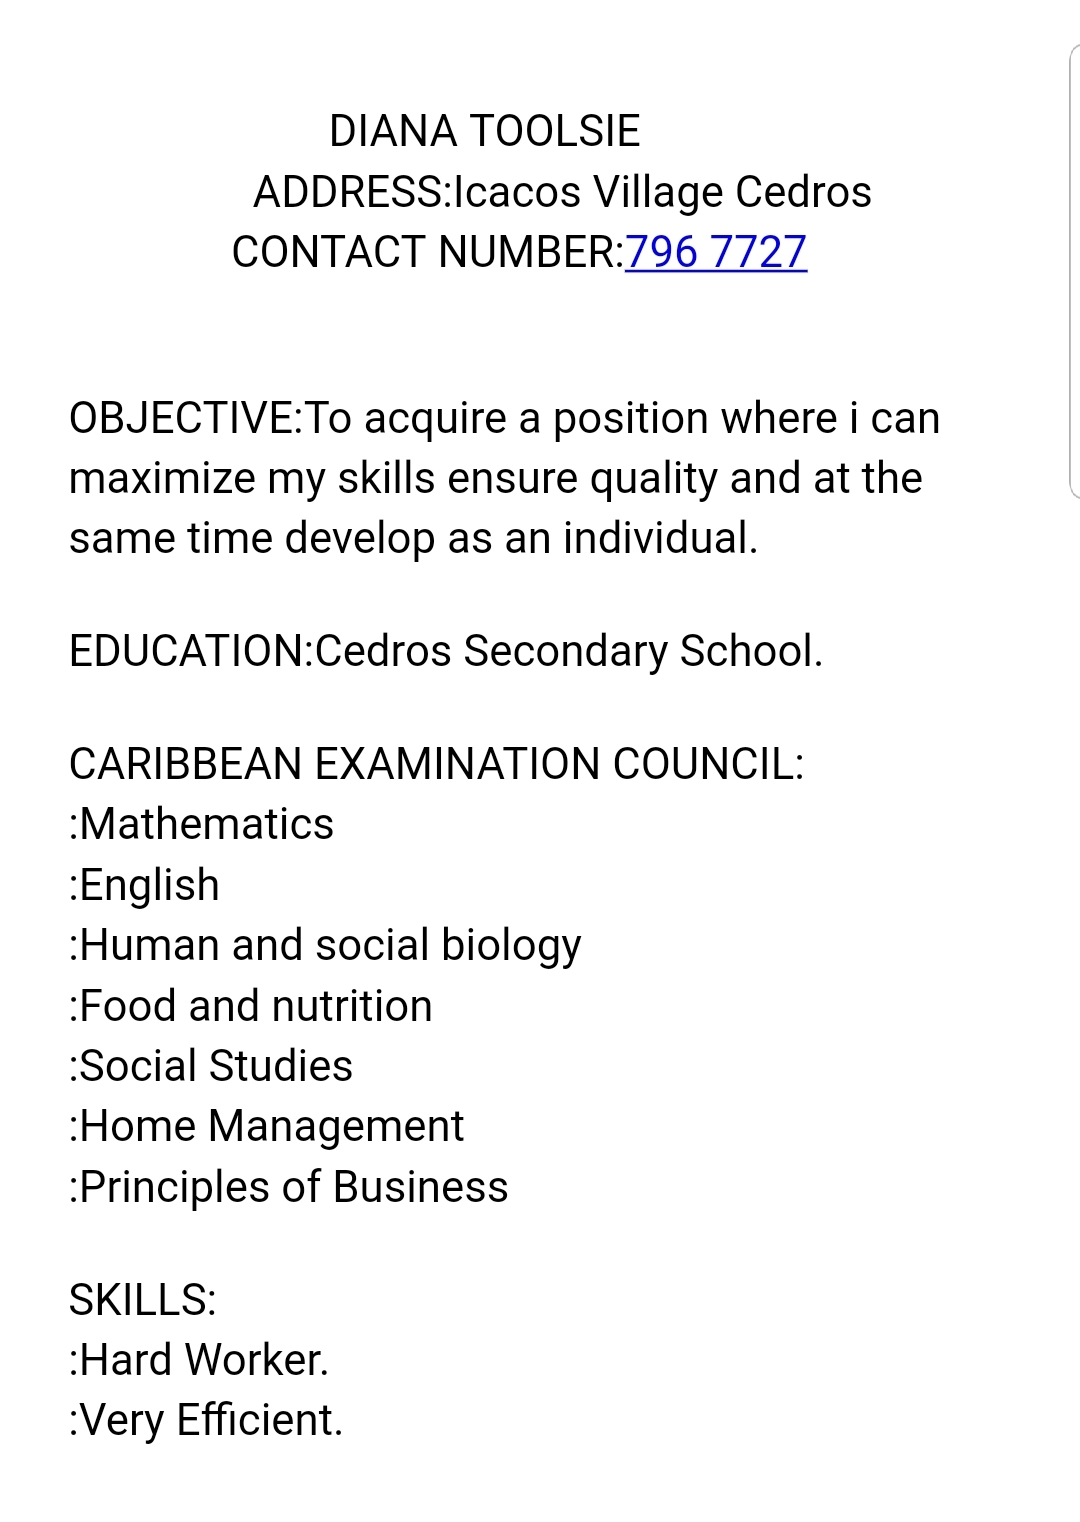 DIANA TOOLSIE
ADDRESS:Icacos Village Cedros
CONTACT NUMBER:796 7727
OBJECTIVE:To acquire a position where i can
maximize my skills ensure quality and at the
same time develop as an individual.
EDUCATION:Cedros Secondary School.
CARIBBEAN EXAMINATION COUNCIL:
:Mathematics
:English
:Human and social biology
:Food and nutrition
:Social Studies
:Home Management
:Principles of Business
SKILLS:
:Hard Worker.
:Very Efficient.